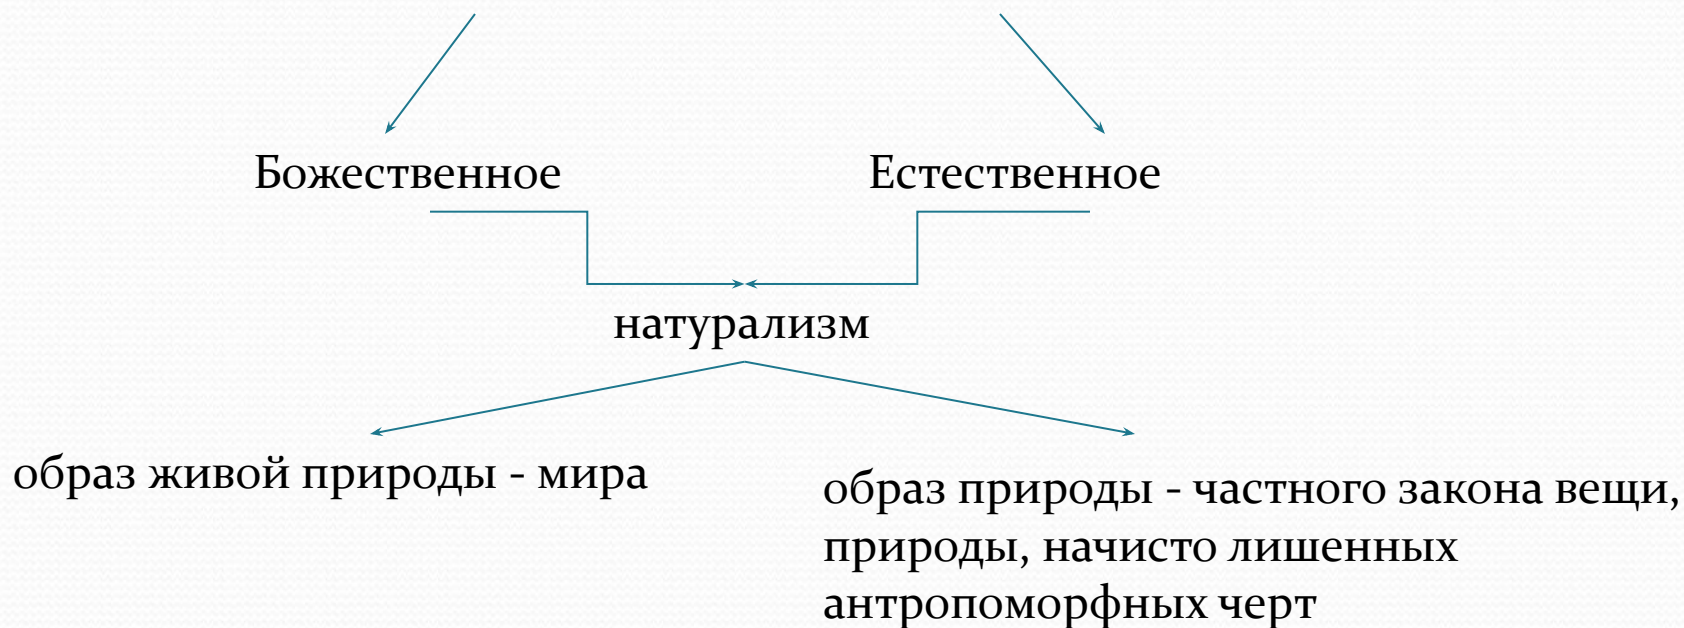 Божественное
Естественное
натурализм
образ живой природы - мира
образ природы - частного закона вещи,
природы, начисто лишенных
антропоморфных черт